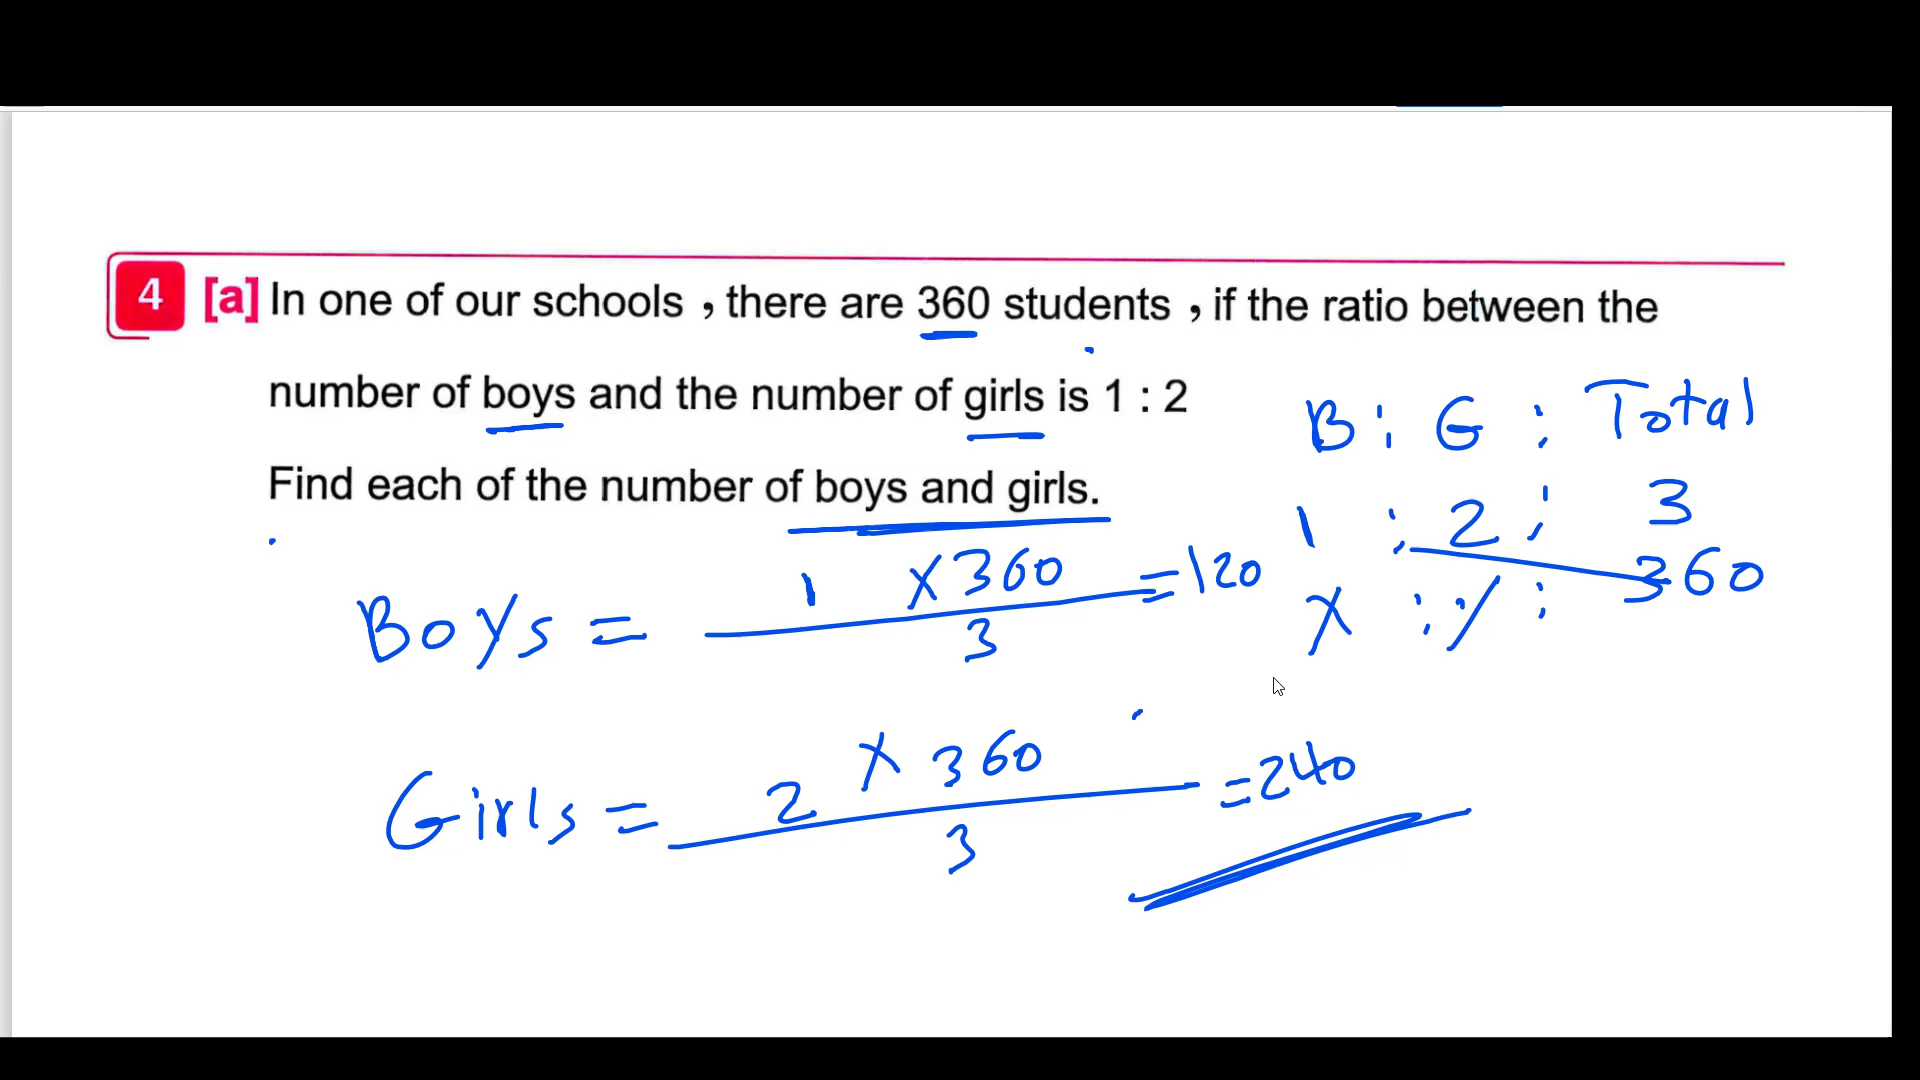 4 [a] In one of our schools , there are 360 students , if the ratio between the
number of boys and the number of girls is 1 : 2
Find each of the number of boys and girls.
B : G : Total
1 : 2 : 3
X : Y : 360
Boys = 1 X 360 / 3 = 120
Girls = 2 X 360 / 3 = 240